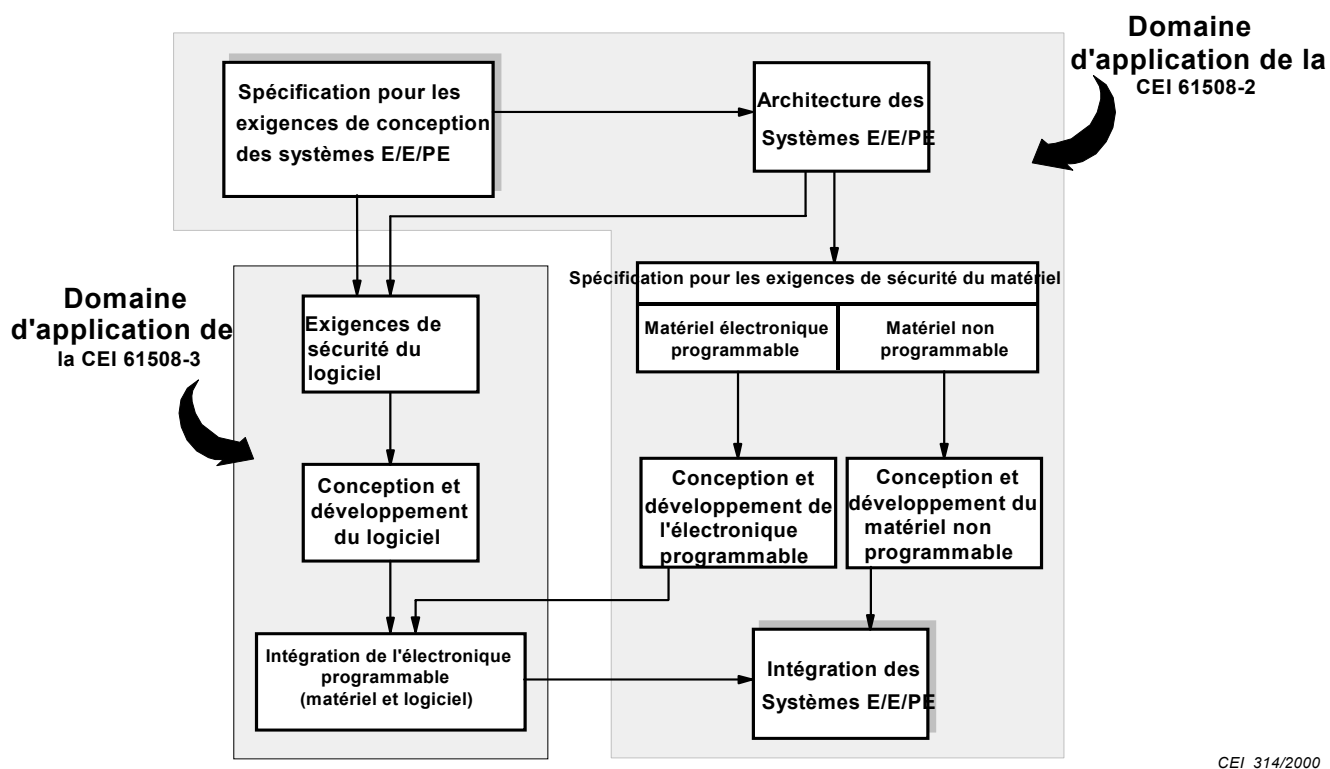 Domaine
d'application de la
CEI 61508-2
Spécification pour les
exigences de conception
des systèmes E/E/PE
Architecture des
Systèmes E/E/PE
Spécification pour les exigences de sécurité du matériel
Matériel électronique
programmable
Matériel non
programmable
Domaine
d'application de
la CEI 61508-3
Exigences de
sécurité du
logiciel
Conception et
développement
du logiciel
Conception et
développement de
l'électronique
programmable
Conception et
développement du
matériel non
programmable
Intégration de l'électronique
programmable
(matériel et logiciel)
Intégration des
Systèmes E/E/PE
CEI 314/2000